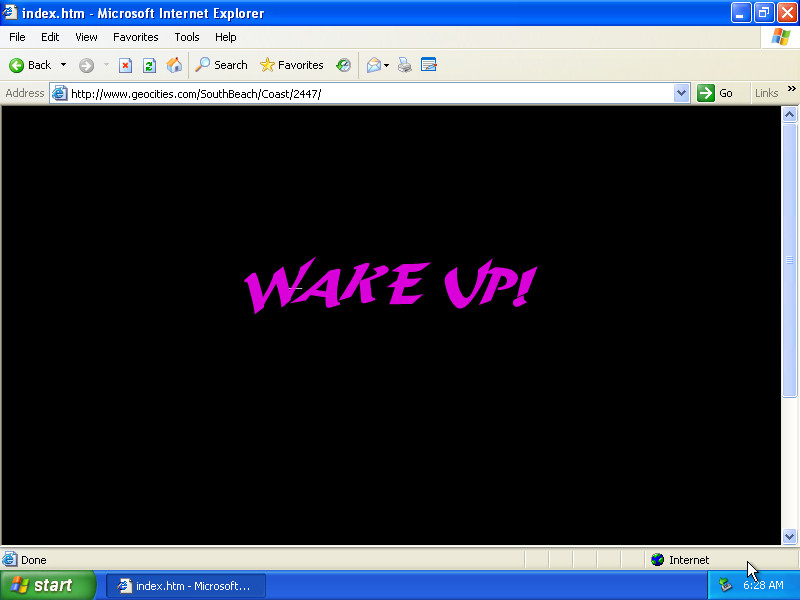 index.htm - Microsoft Internet Explorer
File Edit View Favorites Tools Help
Back Search Favorites
Address http://www.geocities.com/SouthBeach/Coast/2447/ Go Links »
WAKE UP!
Done Internet
start index.htm - Microsoft... 6:28 AM